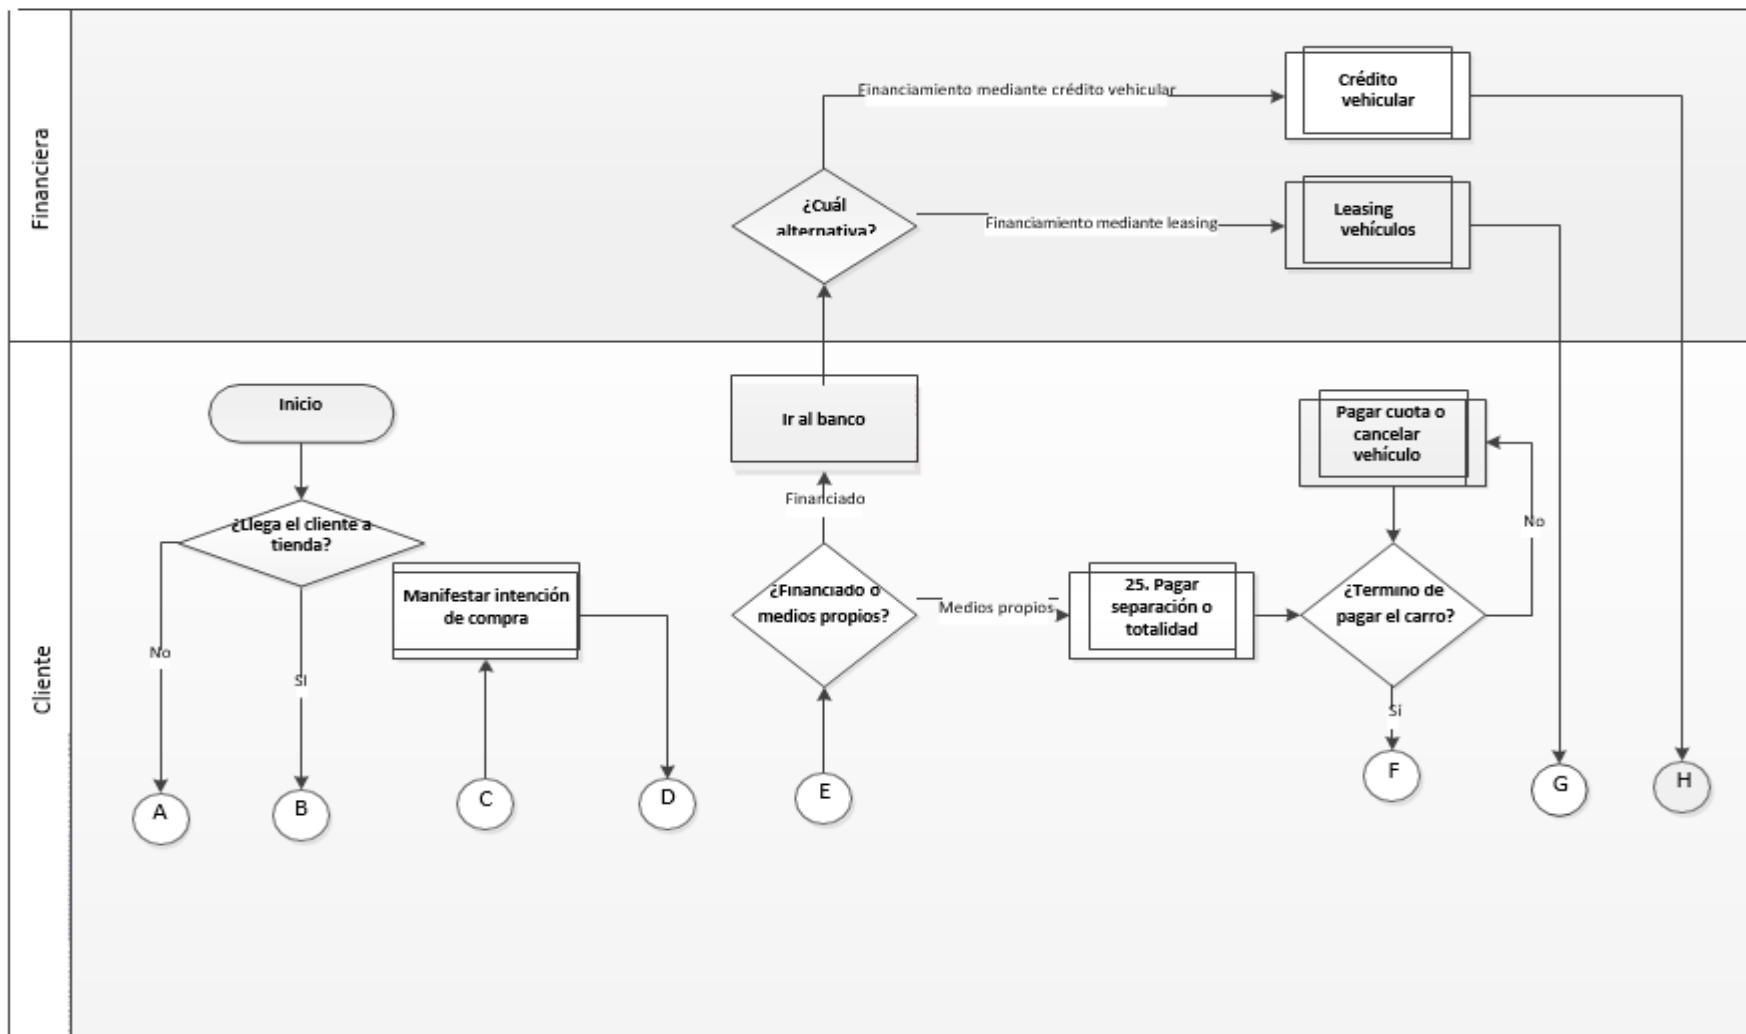 Financiera
Financiamiento mediante crédito vehicular
Crédito
vehicular
¿Cuál
alternativa?
Financiamiento mediante leasing
Leasing
vehículos
Cliente
Inicio
¿Llega el cliente a
tienda?
No
SI
A
B
Manifestar intención
de compra
C
D
Ir al banco
Financiado
¿Financiado o
medios propios?
E
Medios propios
25. Pagar
separación o
totalidad
Pagar cuota o
cancelar
vehículo
No
¿Termino de
pagar el carro?
Sí
F
G
H